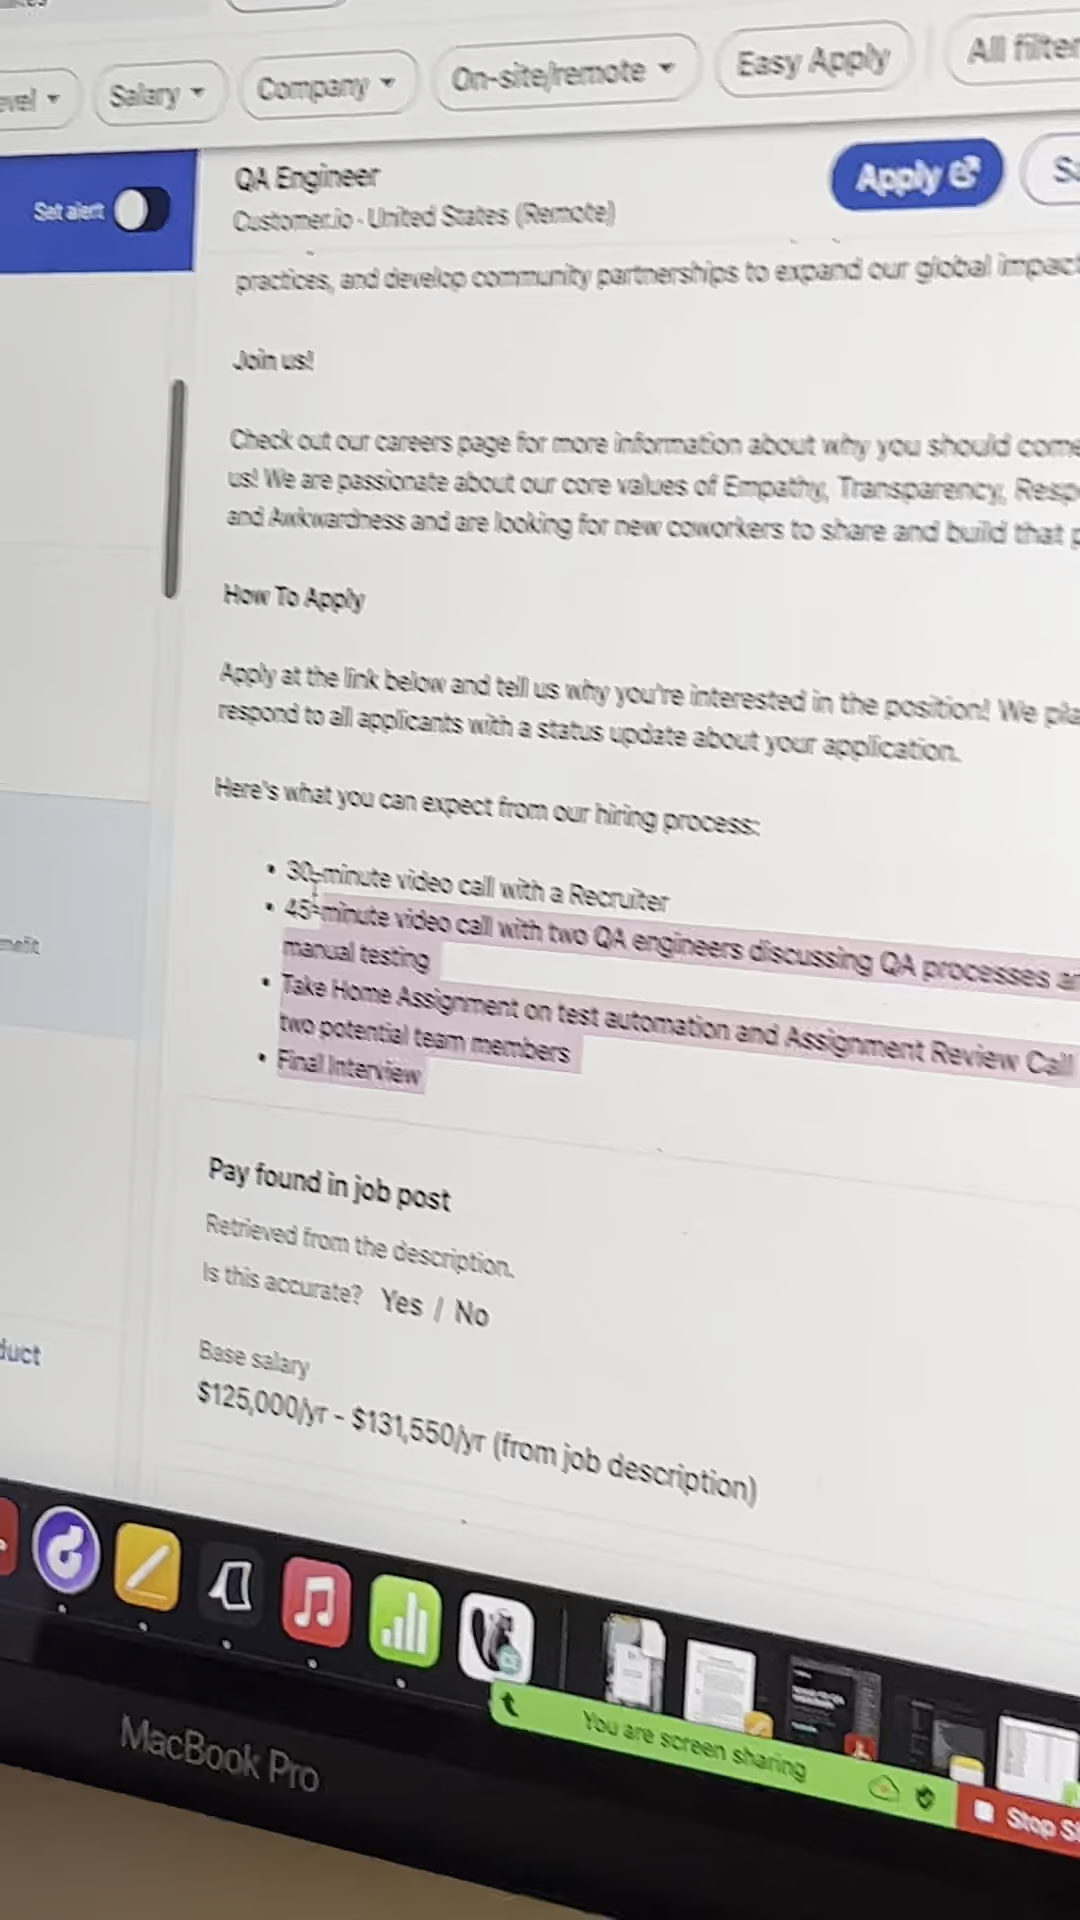 Salary
Company
On-site/remote
Easy Apply
All
Set alert
QA Engineer
Customer.io · United States (Remote)
Apply
practices, and develop community partnerships to expand our global impact
Join us!
Check out our careers page for more information about why you should come
us! We are passionate about our core values of Empathy, Transparency,
and Awkwardness and are looking for new coworkers to share and build that
How To Apply
Apply at the link below and tell us why you're interested in the position! We
respond to all applicants with a status update about your application.
Here's what you can expect from our hiring process:
• 30-minute video call with a Recruiter
• 45-minute video call with two QA engineers discussing QA processes
manual testing
• Take Home Assignment on test automation and Assignment Review Call
two potential team members
• Final Interview
Pay found in job post
Retrieved from the description.
Is this accurate? Yes / No
Base salary
$125,000/yr - $131,550/yr (from job description)
You are screen sharing
Stop
MacBook Pro